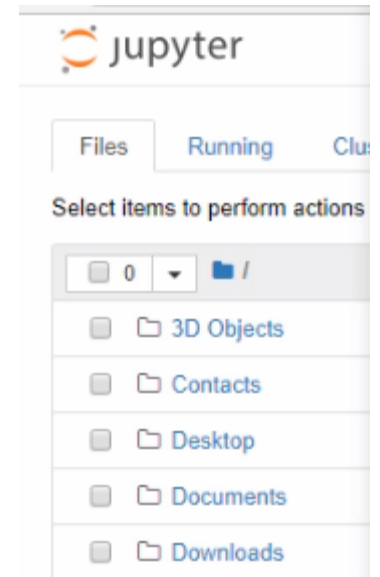 jupyter
Files Running Clus
Select items to perform actions
0 /
3D Objects
Contacts
Desktop
Documents
Downloads